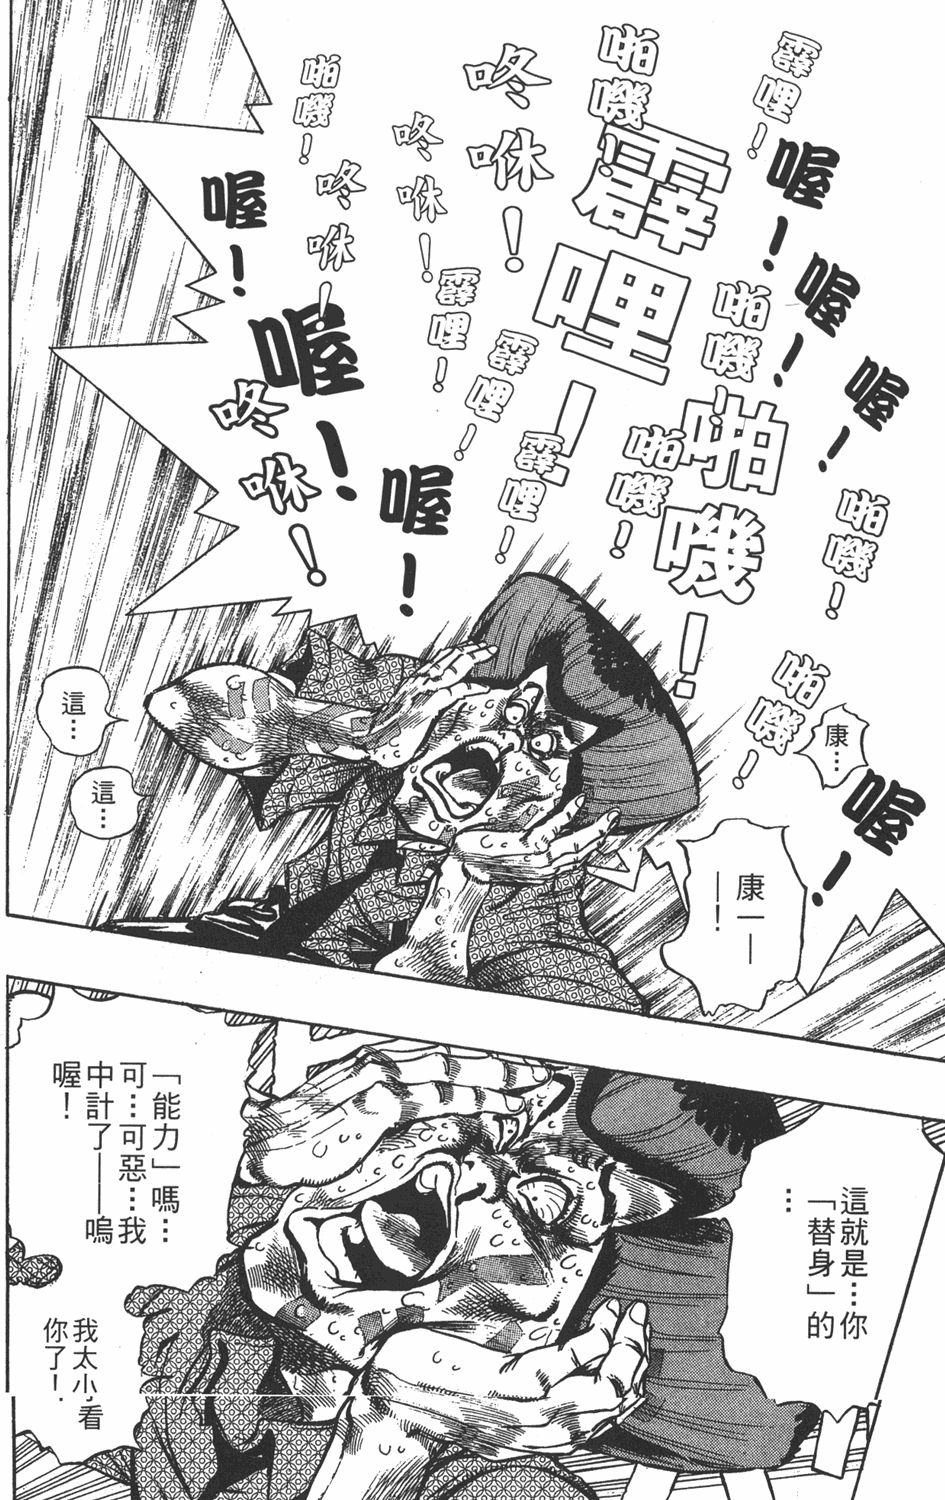 霹哩！
啪嘰！
喔！
喔！
喔！
啪嘰！
啪嘰！
霹哩！
啪嘰！
啪嘰！
啪嘰！
喔！
咚咻！
霹哩！
霹哩！
霹哩！
咚咻！
咚咻！
啪嘰！
喔！
喔！
喔！
咚咻！
康…
康一——！
這…
這…
這就是…你
「替身」的
…
「能力」嗎…
可…可惡…我
中計了——嗚
喔！
我太小看
你了！